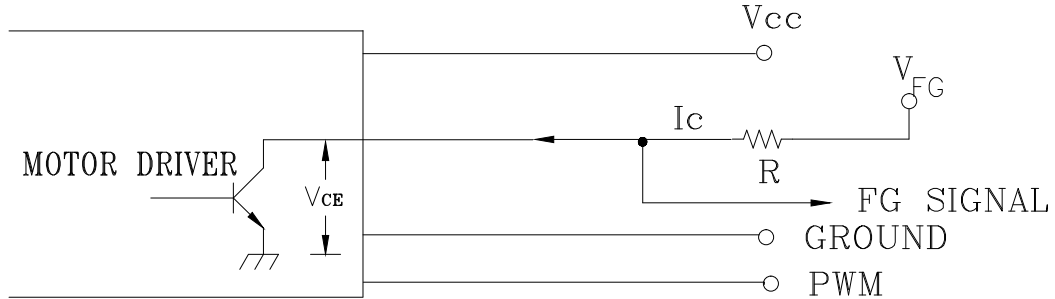 Vcc
VFG
Ic
MOTOR DRIVER
R
VCE
FG SIGNAL
GROUND
PWM